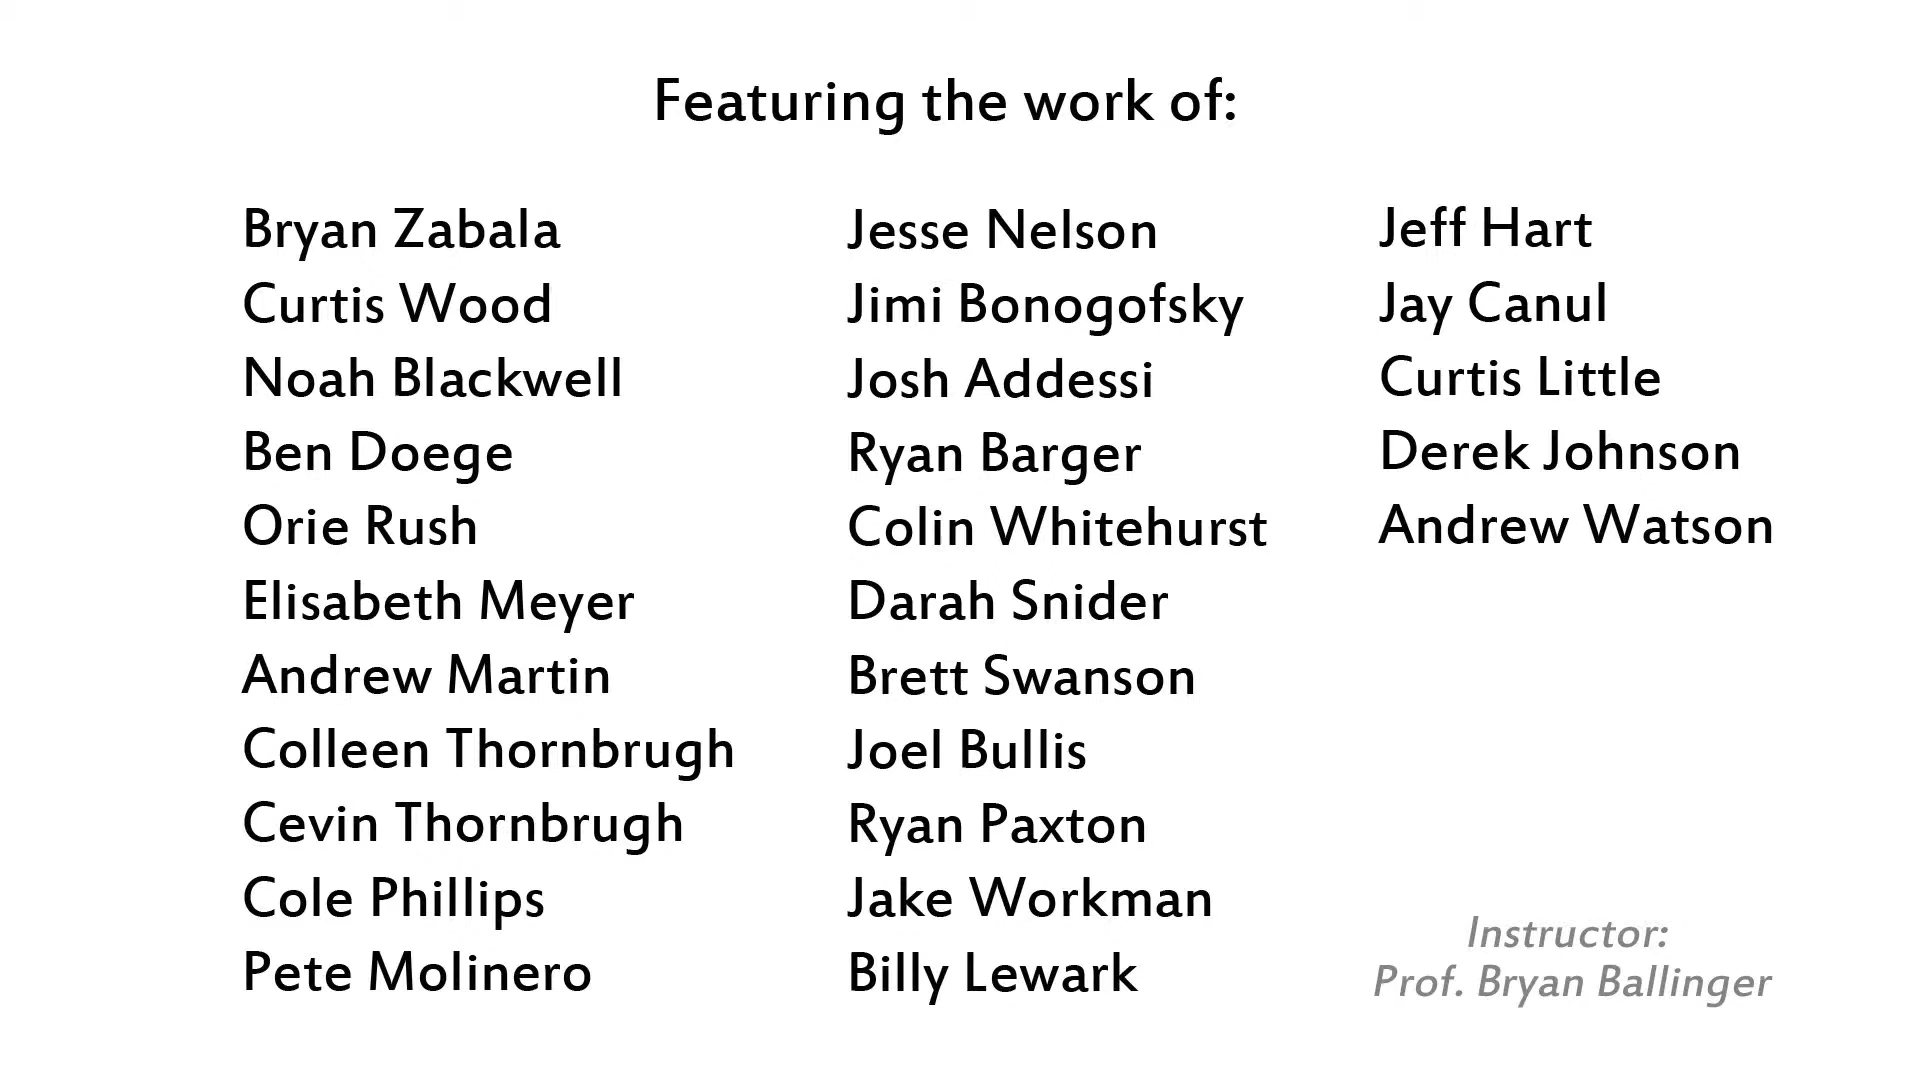 Featuring the work of:
Bryan Zabala
Curtis Wood
Noah Blackwell
Ben Doege
Orie Rush
Elisabeth Meyer
Andrew Martin
Colleen Thornbrugh
Cevin Thornbrugh
Cole Phillips
Pete Molinero
Jesse Nelson
Jimi Bonogofsky
Josh Addessi
Ryan Barger
Colin Whitehurst
Darah Snider
Brett Swanson
Joel Bullis
Ryan Paxton
Jake Workman
Billy Lewark
Jeff Hart
Jay Canul
Curtis Little
Derek Johnson
Andrew Watson
Instructor:
Prof. Bryan Ballinger